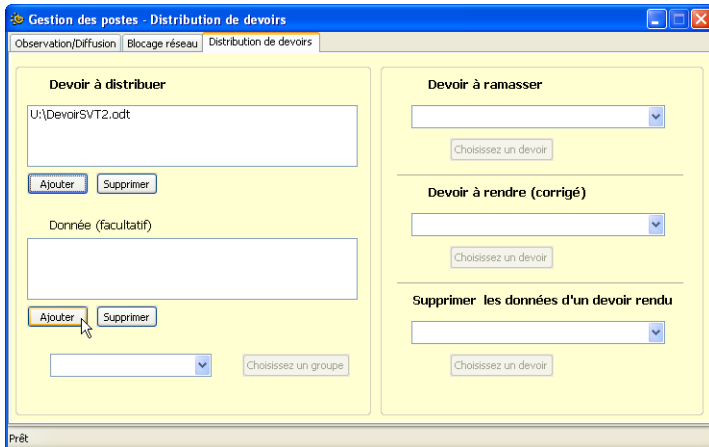 Gestion des postes - Distribution de devoirs
Observation/Diffusion Blocage réseau Distribution de devoirs
Devoir à distribuer
U:\DevoirSVT2.odt
Ajouter Supprimer
Donnée (facultatif)
Ajouter Supprimer
Choisissez un groupe
Devoir à ramasser
Choisissez un devoir
Devoir à rendre (corrigé)
Choisissez un devoir
Supprimer les données d'un devoir rendu
Choisissez un devoir
Prêt